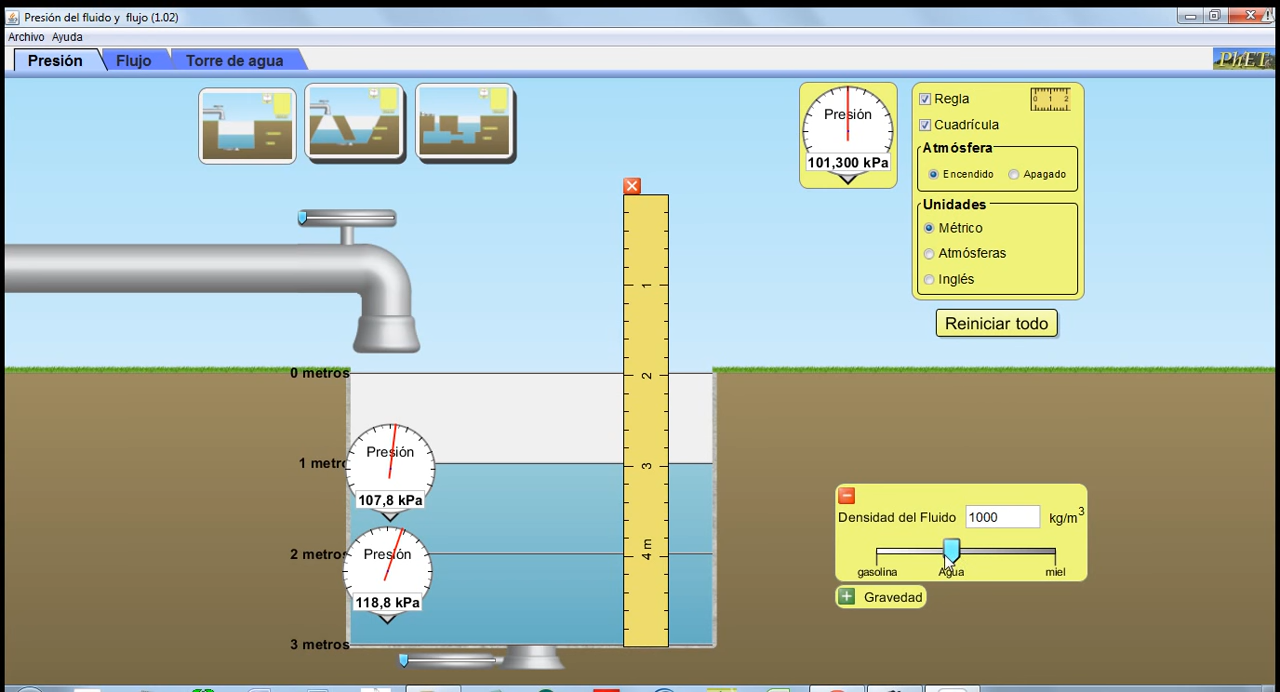 Presión del fluido y flujo (1.02)
Archivo Ayuda
Presión Flujo Torre de agua
PhET
Presión
101,300 kPa
Regla
0 1 2
Cuadrícula
Atmósfera
Encendido Apagado
Unidades
Métrico
Atmósferas
Inglés
Reiniciar todo
1
2
3
4 m
0 metros
1 metro
2 metros
3 metros
Presión
107,8 kPa
Presión
118,8 kPa
Densidad del Fluido 1000 kg/m3
gasolina Agua miel
Gravedad